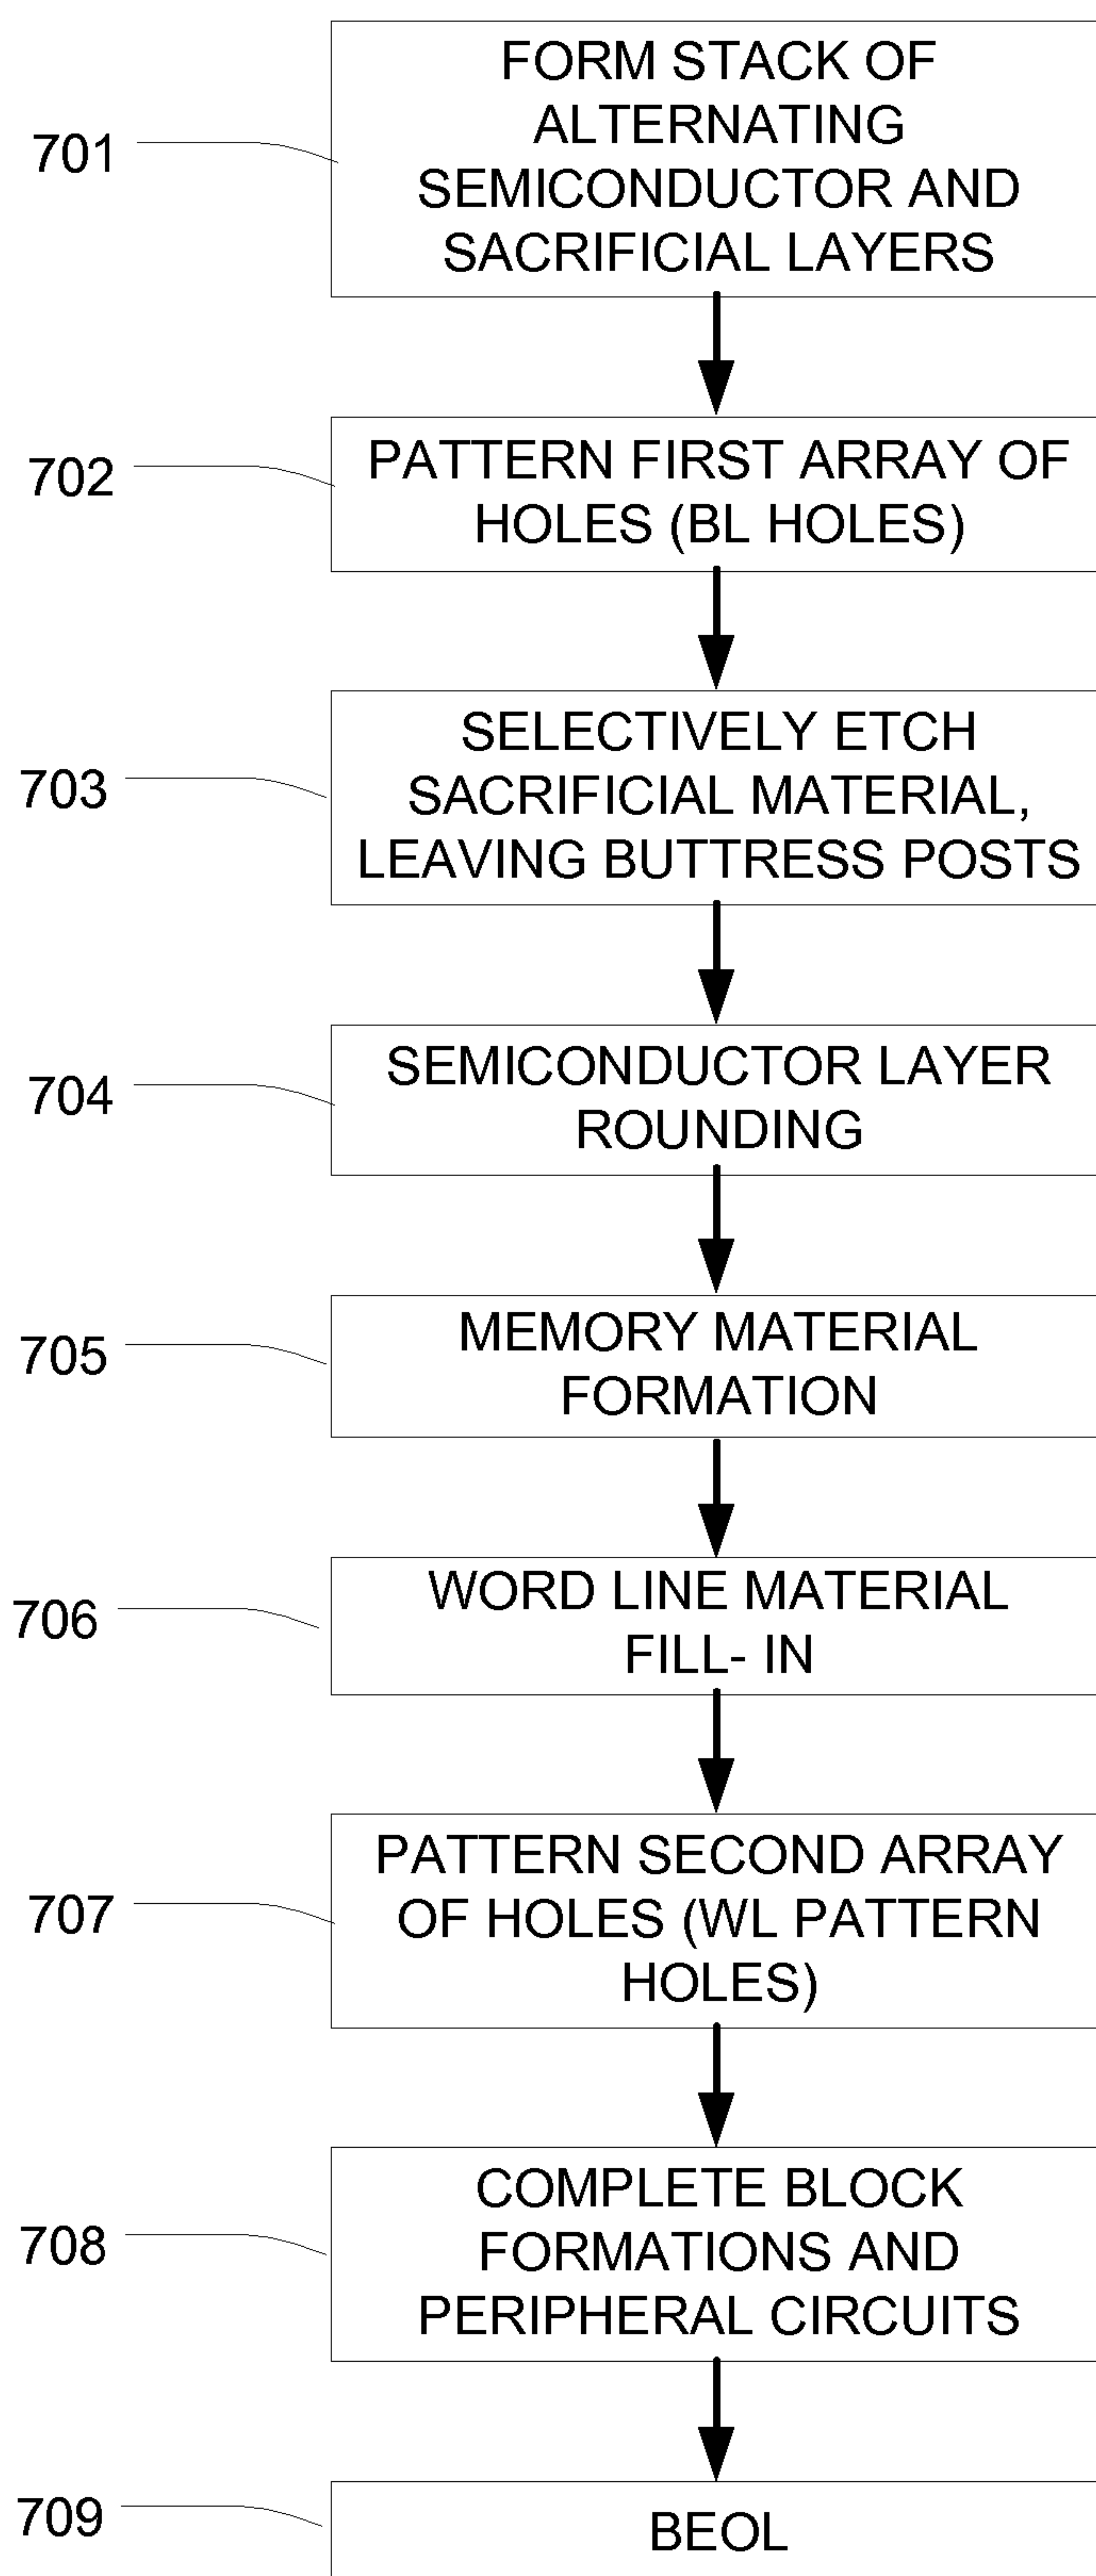 701
FORM STACK OF
ALTERNATING
SEMICONDUCTOR AND
SACRIFICIAL LAYERS
702
PATTERN FIRST ARRAY OF
HOLES (BL HOLES)
703
SELECTIVELY ETCH
SACRIFICIAL MATERIAL,
LEAVING BUTTRESS POSTS
704
SEMICONDUCTOR LAYER
ROUNDING
705
MEMORY MATERIAL
FORMATION
706
WORD LINE MATERIAL
FILL- IN
707
PATTERN SECOND ARRAY
OF HOLES (WL PATTERN
HOLES)
708
COMPLETE BLOCK
FORMATIONS AND
PERIPHERAL CIRCUITS
709
BEOL